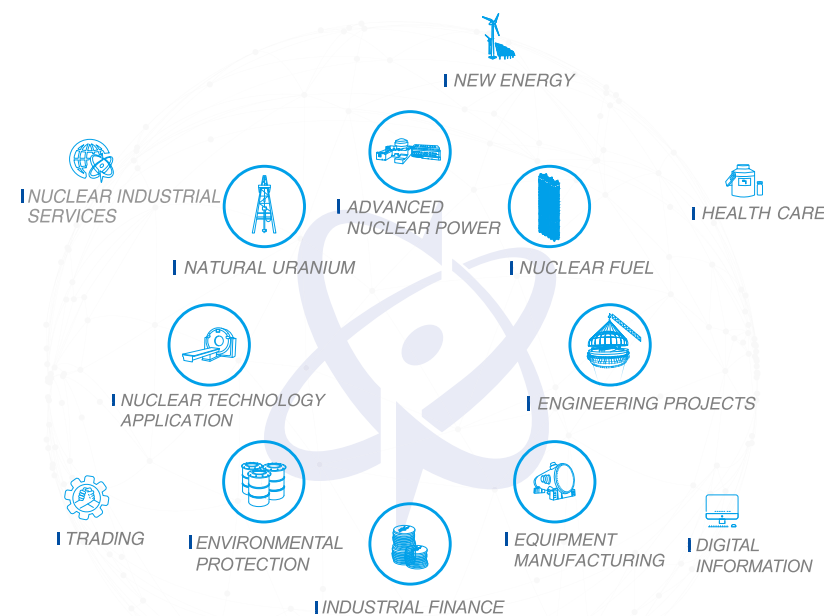 NEW ENERGY
NUCLEAR INDUSTRIAL
SERVICES
ADVANCED
NUCLEAR POWER
HEALTH CARE
NATURAL URANIUM
NUCLEAR FUEL
NUCLEAR TECHNOLOGY
APPLICATION
ENGINEERING PROJECTS
TRADING
ENVIRONMENTAL
PROTECTION
EQUIPMENT
MANUFACTURING
DIGITAL
INFORMATION
INDUSTRIAL FINANCE